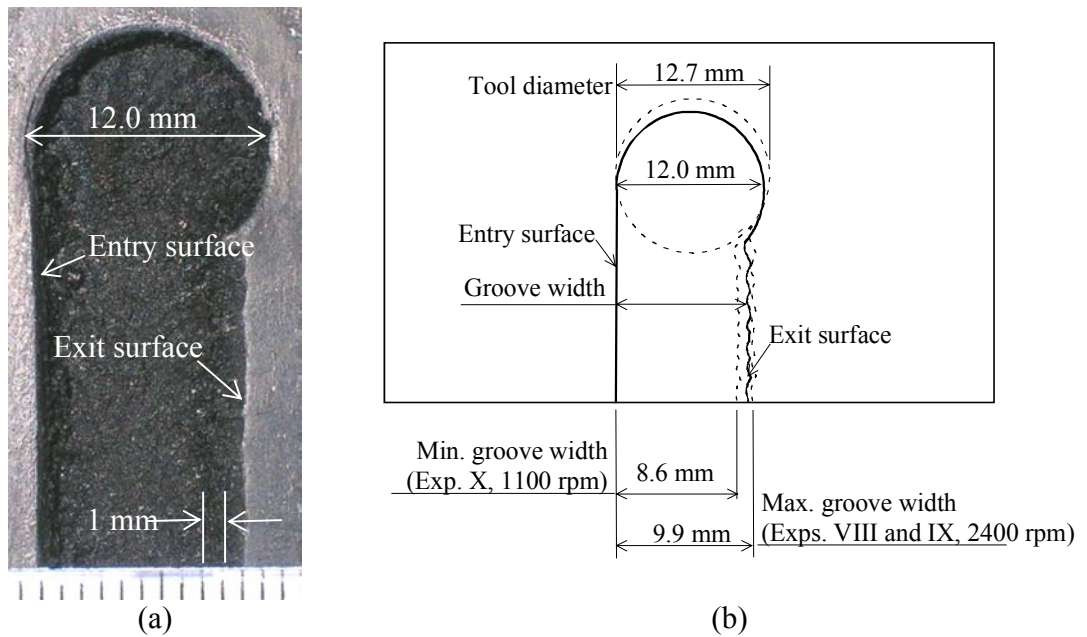 12.0 mm
Entry surface
Exit surface
1 mm
(a)
Tool diameter
12.7 mm
12.0 mm
Entry surface
Groove width
Exit surface
Min. groove width
(Exp. X, 1100 rpm)
8.6 mm
Max. groove width
(Exps. VIII and IX, 2400 rpm)
9.9 mm
(b)